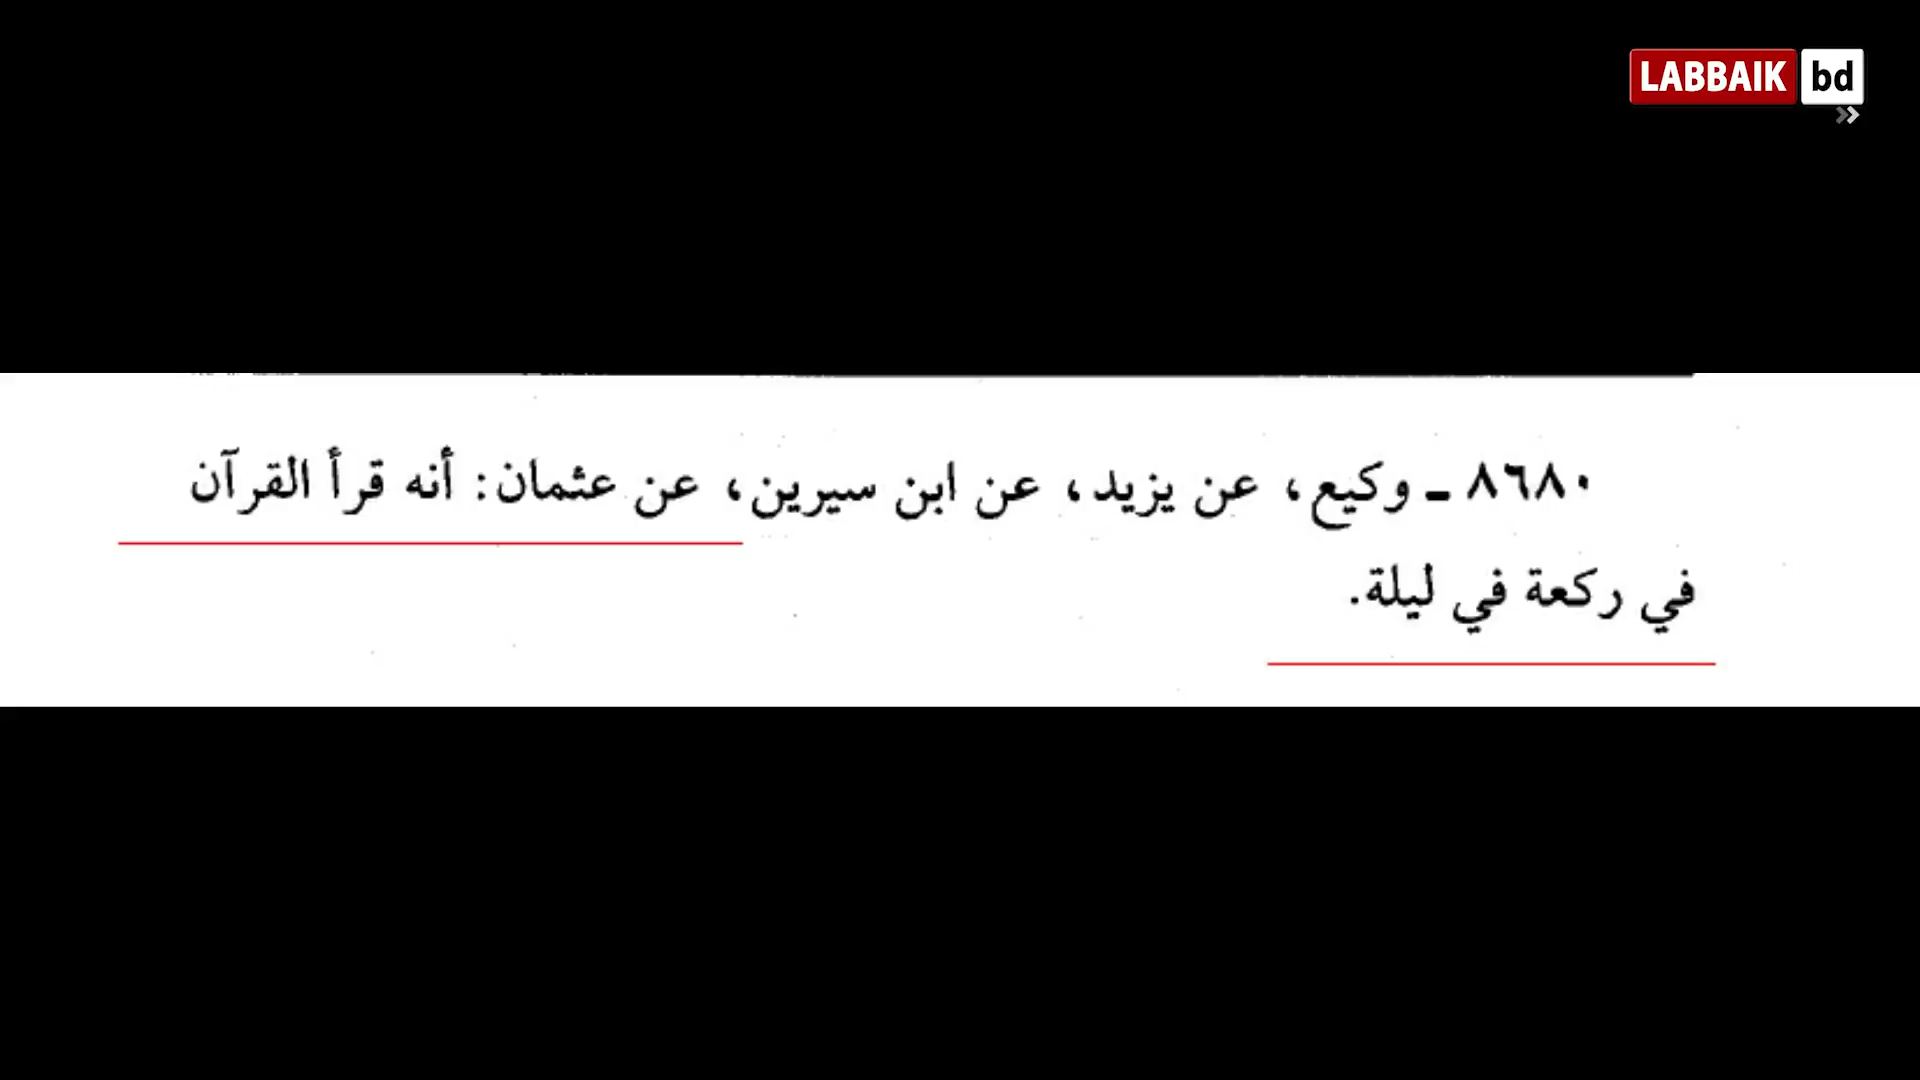 LABBAIK bd
٨٦٨٠ ـ وكيع، عن يزيد، عن ابن سيرين، عن عثمان: أنه قرأ القرآن
في ركعة في ليلة.